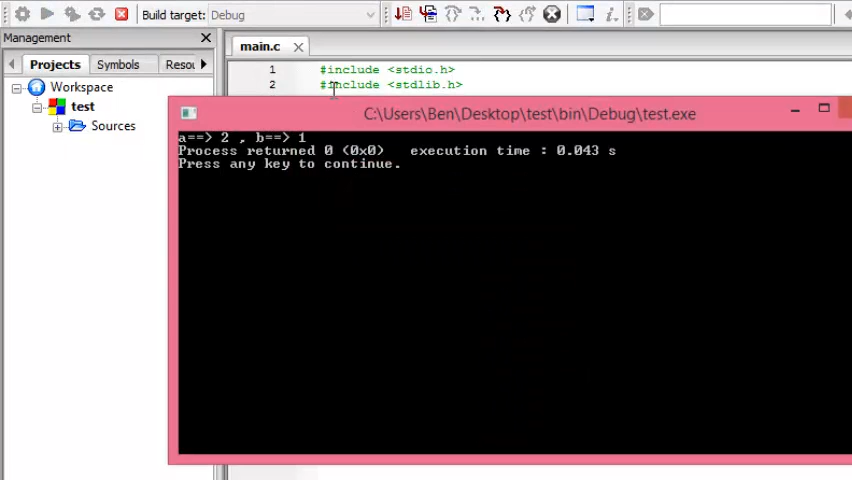 Build target: Debug
Management
main.c
Projects Symbols Resou
1 #include <stdio.h>
2 #include <stdlib.h>
Workspace
test
Sources
C:\Users\Ben\Desktop\test\bin\Debug\test.exe
a==> 2 , b==> 1
Process returned 0 (0x0)   execution time : 0.043 s
Press any key to continue.